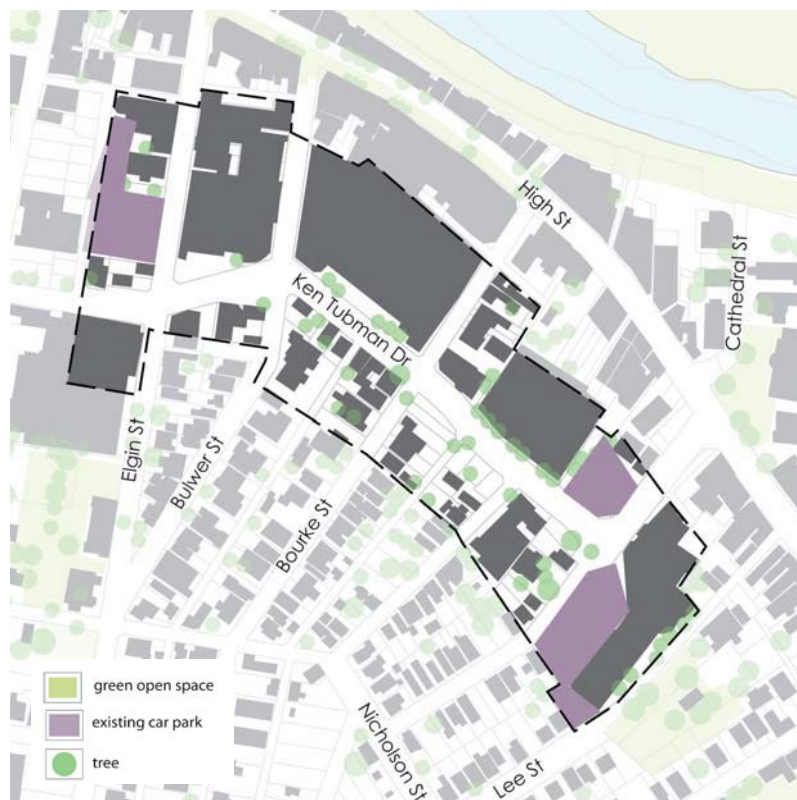 High St
Cathedral St
Ken Tubman Dr
Elgin St
Bulwer St
Bourke St
Nicholson St
Lee St
green open space
existing car park
tree